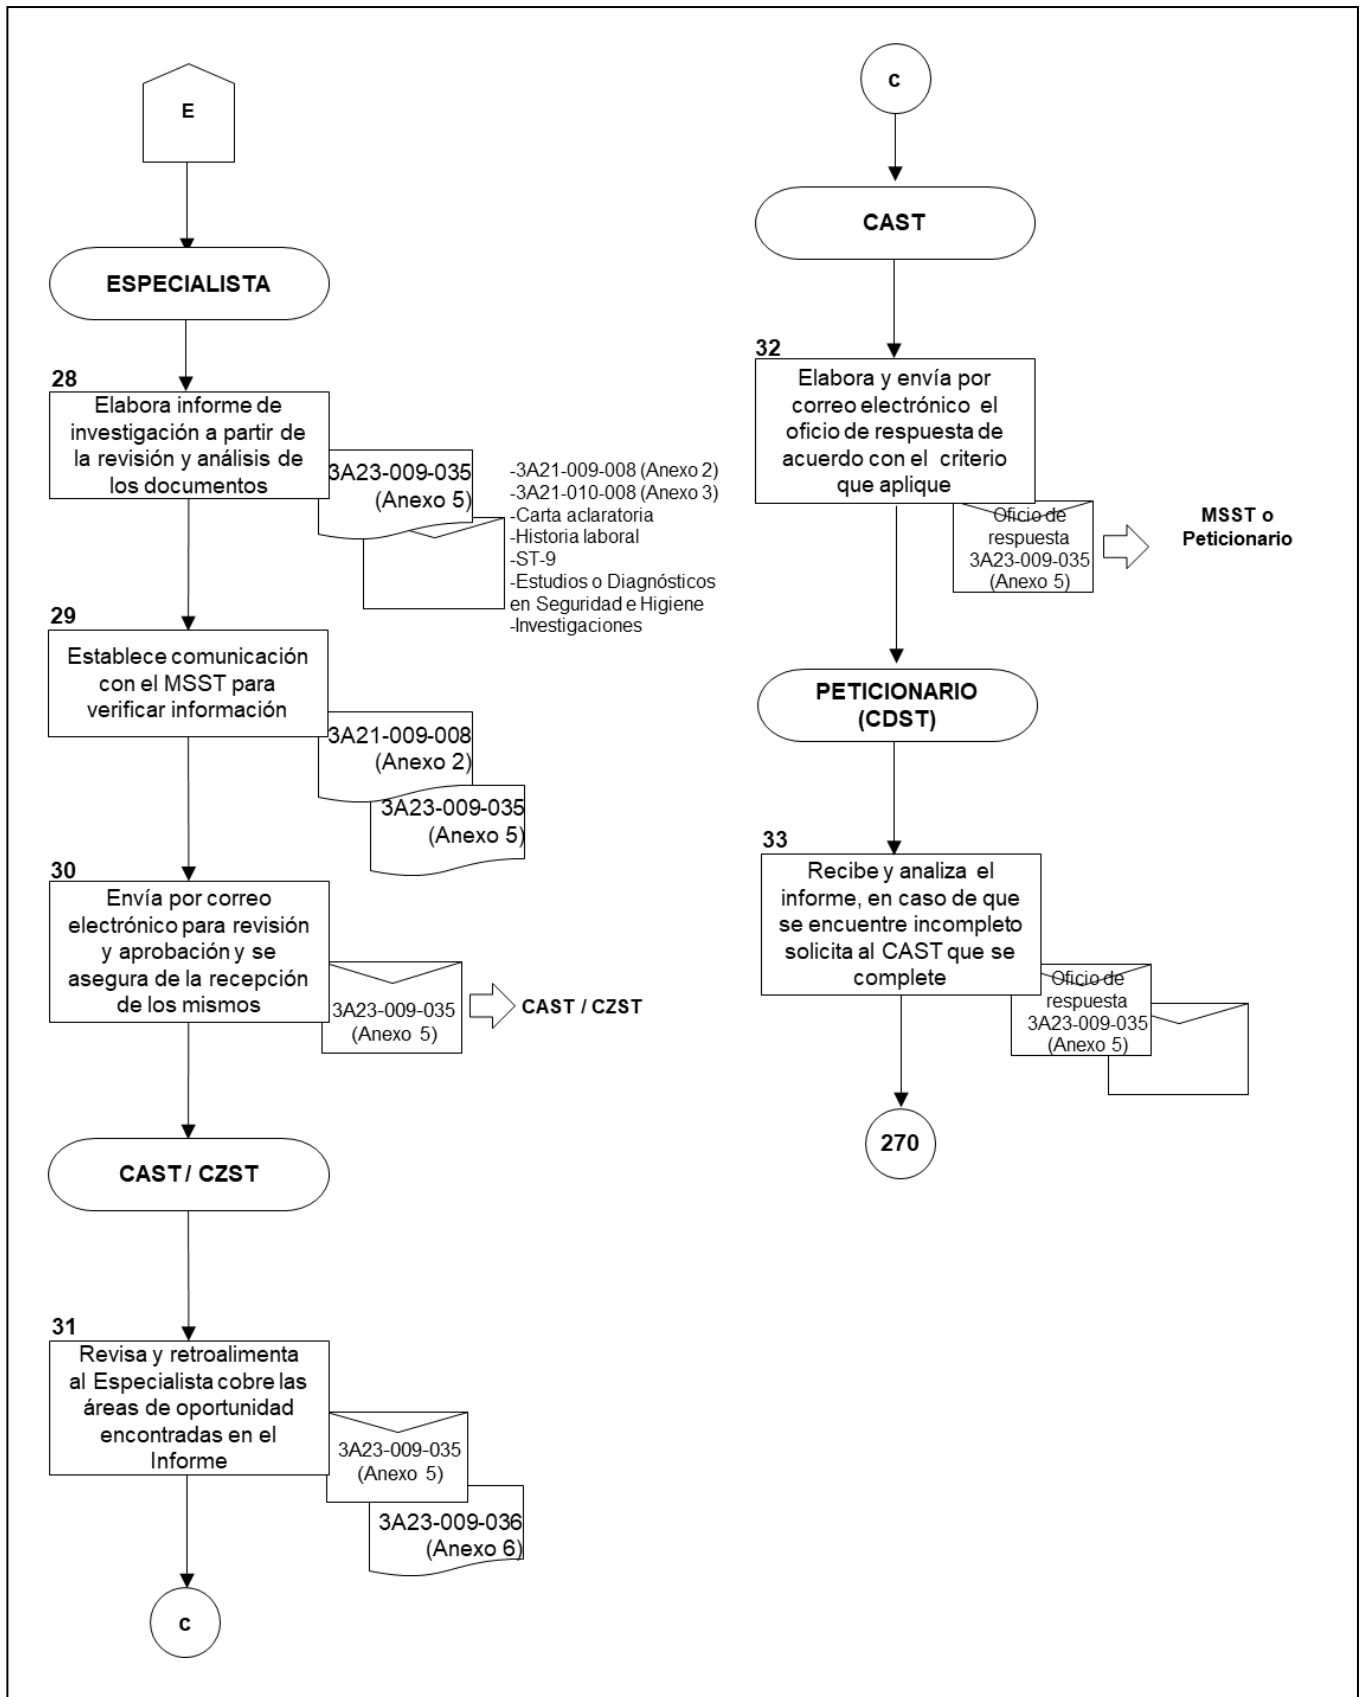 E
ESPECIALISTA
28
Elabora informe de
investigación a partir de
la revisión y análisis de
los documentos
3A23-009-035
(Anexo 5)
-3A21-009-008 (Anexo 2)
-3A21-010-008 (Anexo 3)
-Carta aclaratoria
-Historia laboral
-ST-9
-Estudios o Diagnósticos
en Seguridad e Higiene
-Investigaciones
29
Establece comunicación
con el MSST para
verificar información
3A21-009-008
(Anexo 2)
3A23-009-035
(Anexo 5)
30
Envía por correo
electrónico para revisión
y aprobación y se
asegura de la recepción
de los mismos
3A23-009-035
(Anexo 5)
CAST / CZST
CAST / CZST
31
Revisa y retroalimenta
al Especialista cobre las
áreas de oportunidad
encontradas en el
Informe
3A23-009-035
(Anexo 5)
3A23-009-036
(Anexo 6)
c
c
CAST
32
Elabora y envía por
correo electrónico el
oficio de respuesta de
acuerdo con el criterio
que aplique
Oficio de
respuesta
3A23-009-035
(Anexo 5)
MSST o
Peticionario
PETICIONARIO
(CDST)
33
Recibe y analiza el
informe, en caso de que
se encuentre incompleto
solicita al CAST que se
complete
Oficio de
respuesta
3A23-009-035
(Anexo 5)
270